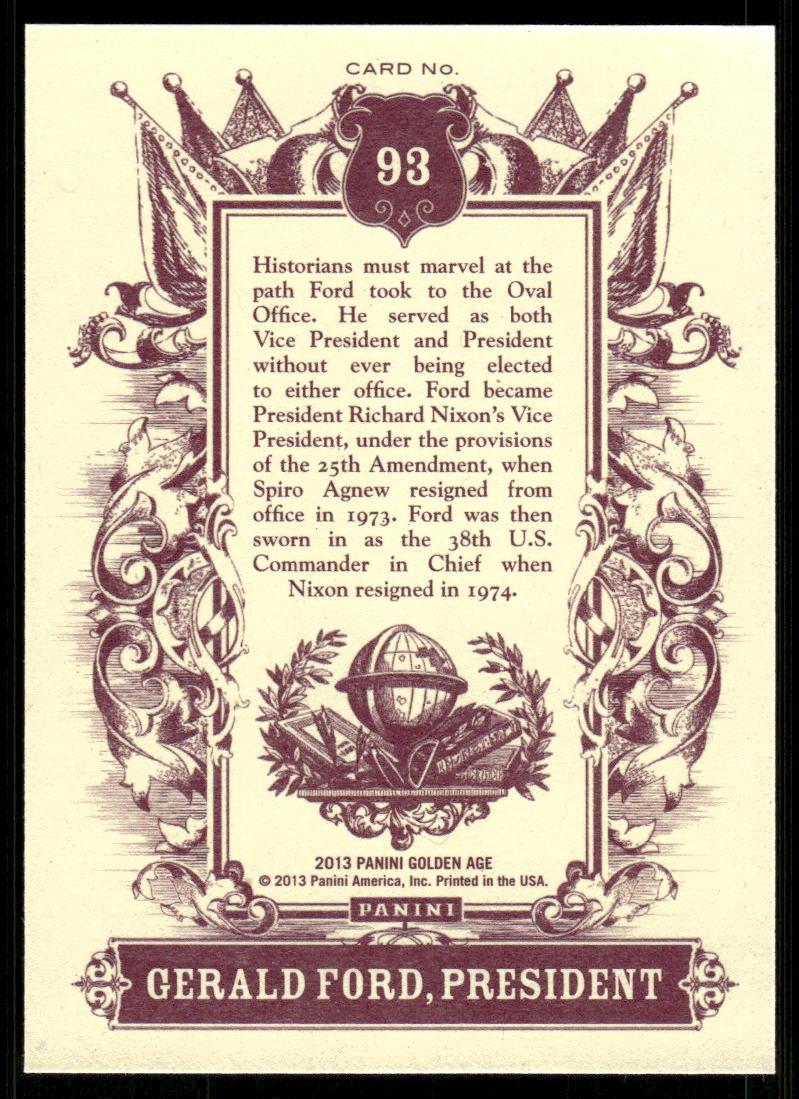 CARD No.
93
Historians must marvel at the
path Ford took to the Oval
Office. He served as both
Vice President and President
without ever being elected
to either office. Ford became
President Richard Nixon's Vice
President, under the provisions
of the 25th Amendment, when
Spiro Agnew resigned from
office in 1973. Ford was then
sworn in as the 38th U.S.
Commander in Chief when
Nixon resigned in 1974.
2013 PANINI GOLDEN AGE
© 2013 Panini America, Inc. Printed in the USA.
PANINI
GERALD FORD, PRESIDENT